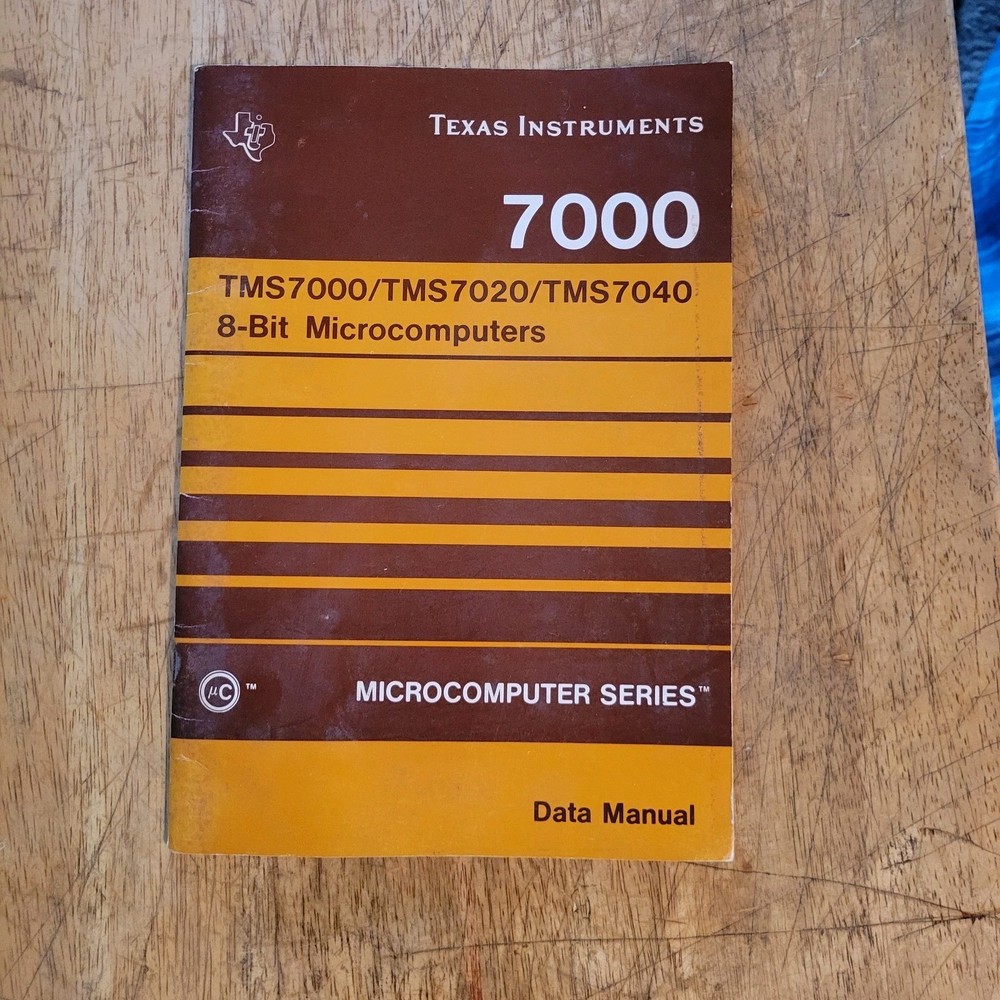 TEXAS INSTRUMENTS
7000
TMS7000/TMS7020/TMS7040
8-Bit Microcomputers
µC ™
MICROCOMPUTER SERIES™
Data Manual